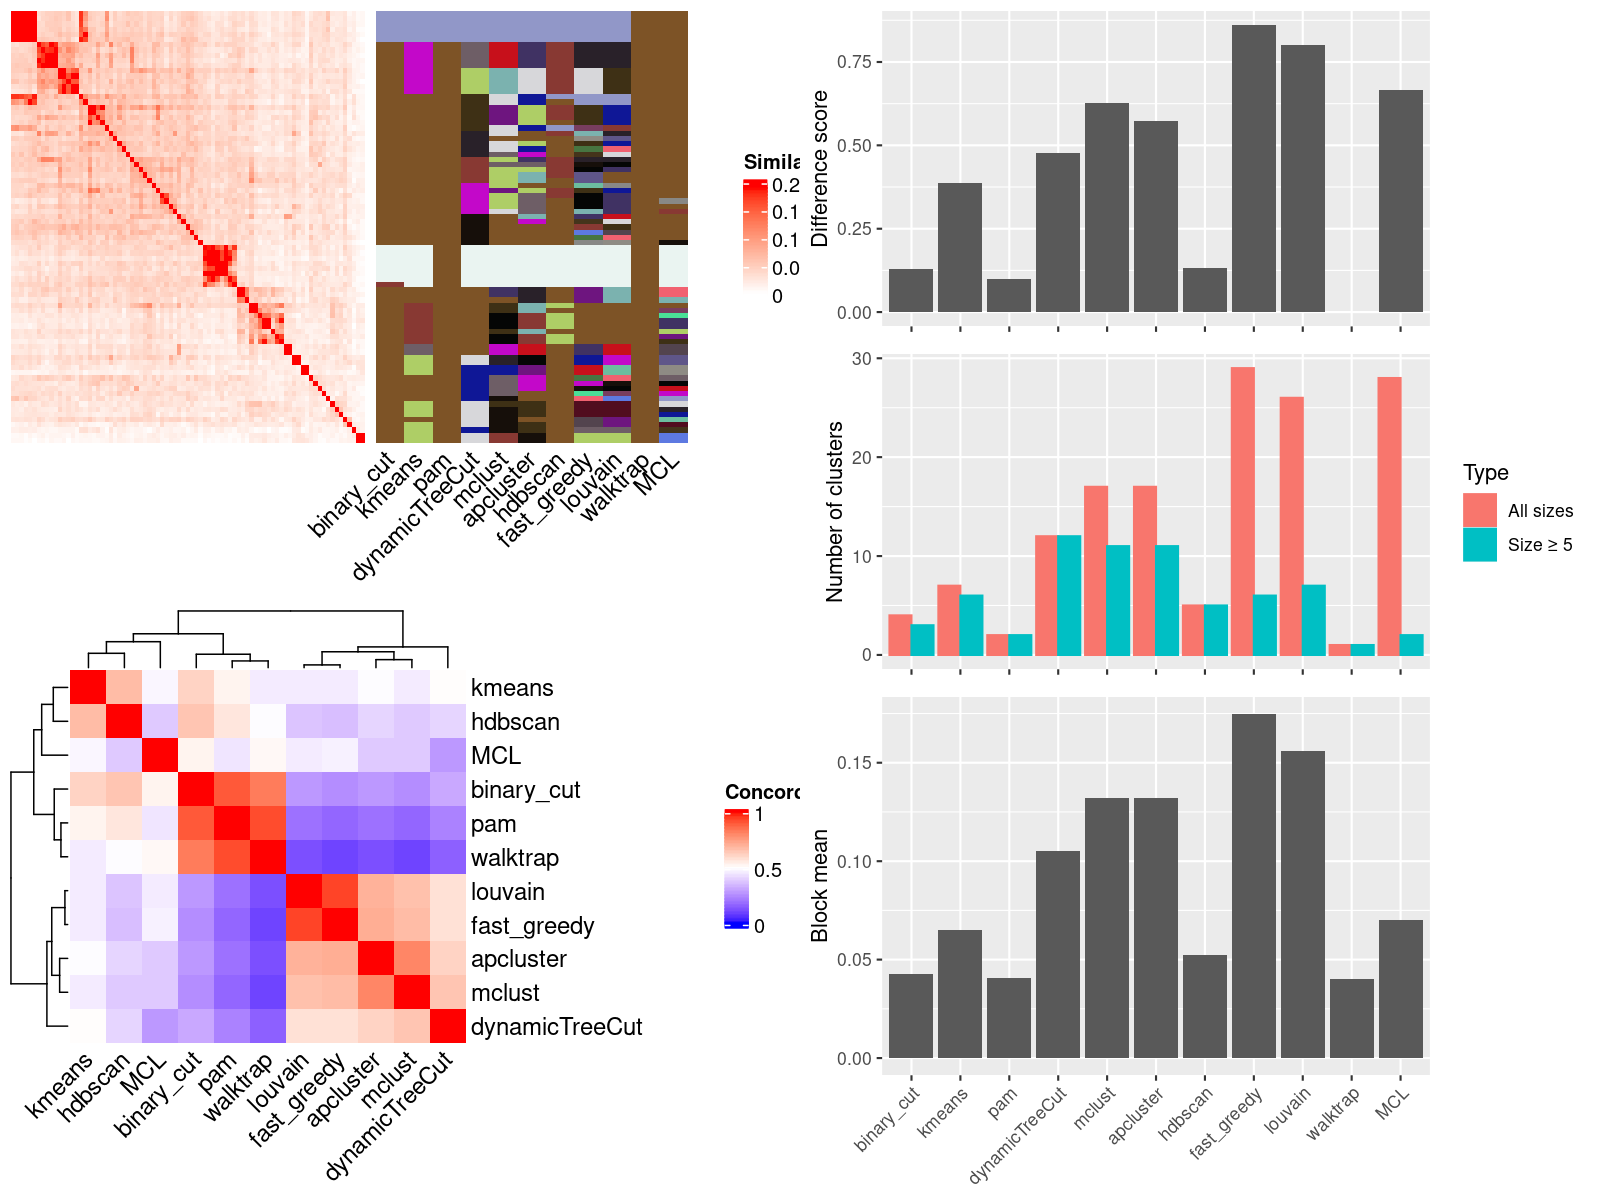 Simila
0.2
0.1
0.0
0
binary_cut
kmeans
pam
dynamicTreeCut
mclust
apcluster
hdbscan
fast_greedy
louvain
walktrap
MCL
kmeans
hdbscan
MCL
binary_cut
pam
walktrap
louvain
fast_greedy
apcluster
mclust
dynamicTreeCut
kmeans
hdbscan
MCL
binary_cut
pam
walktrap
louvain
fast_greedy
apcluster
mclust
dynamicTreeCut
Concord
1
0.5
0
Difference score
0.75
0.50
0.25
0.00
Number of clusters
30
20
10
0
Type
All sizes
Size ≥ 5
Block mean
0.15
0.10
0.05
0.00
binary_cut
kmeans
pam
dynamicTreeCut
mclust
apcluster
hdbscan
fast_greedy
louvain
walktrap
MCL